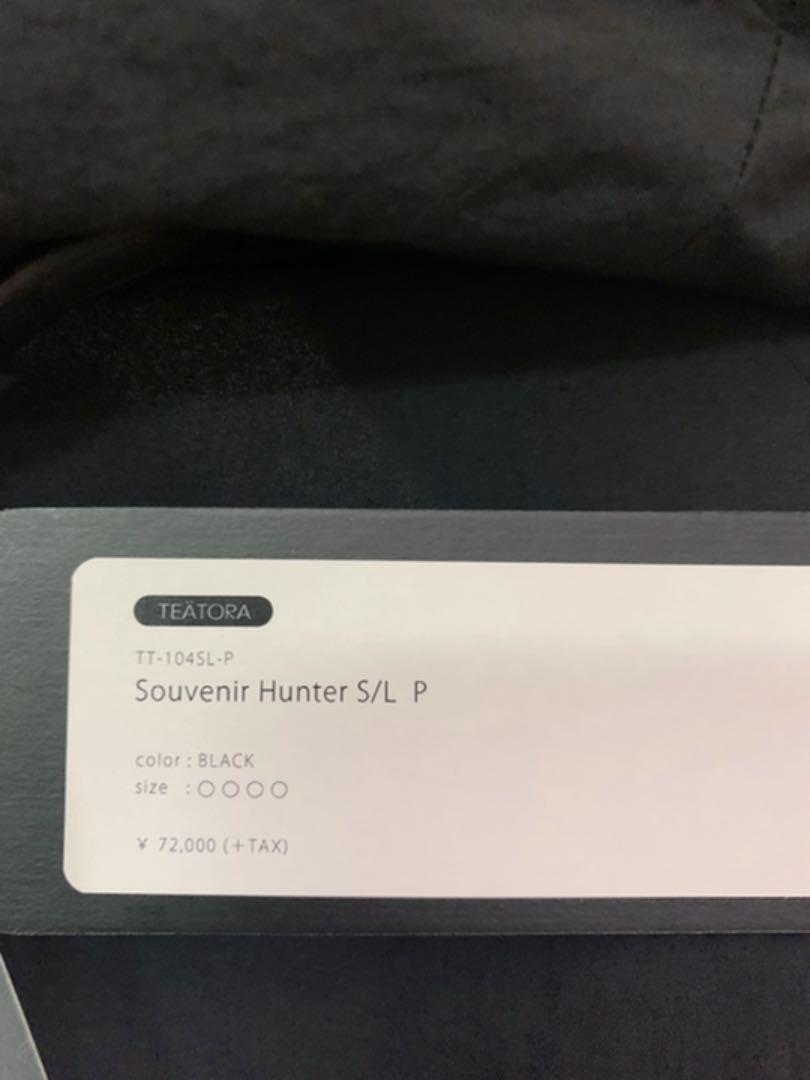 TEÄTORA
TT-104SL-P
Souvenir Hunter S/L P
color : BLACK
size : ○○○○
¥ 72,000 (+TAX)